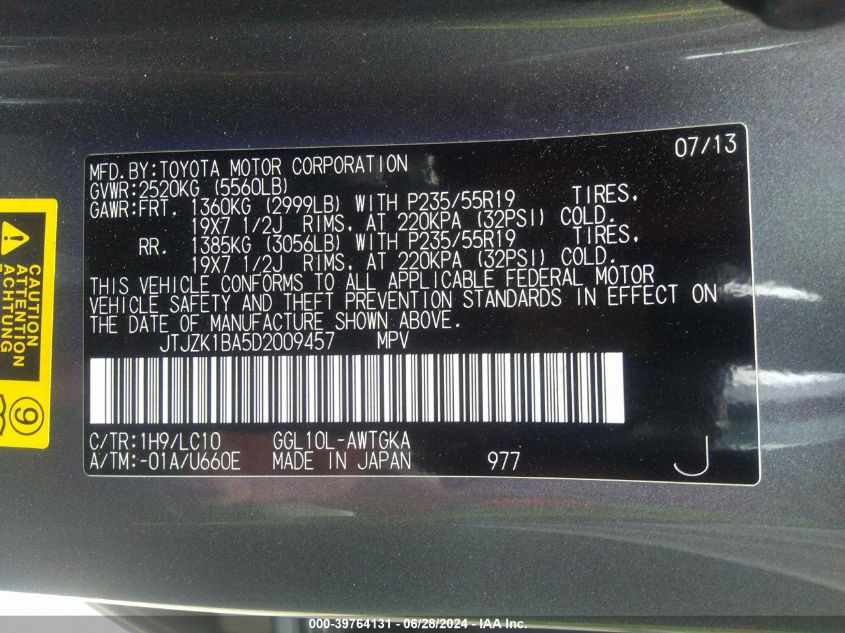 07/13
MFD.BY:TOYOTA MOTOR CORPORATION
GVWR:2520KG (5560LB)
GAWR:FRT. 1360KG (2999LB) WITH P235/55R19 TIRES,
19X7 1/2J RIMS, AT 220KPA (32PSI) COLD.
RR. 1385KG (3056LB) WITH P235/55R19 TIRES,
19X7 1/2J RIMS, AT 220KPA (32PSI) COLD.
THIS VEHICLE CONFORMS TO ALL APPLICABLE FEDERAL MOTOR
VEHICLE SAFETY AND THEFT PREVENTION STANDARDS IN EFFECT ON
THE DATE OF MANUFACTURE SHOWN ABOVE.
JTJZK1BA5D2009457 MPV
C/TR:1H9/LC10 GGL10L-AWTGKA
A/TM:-01A/U660E MADE IN JAPAN 977 J
CAUTION
ATTENTION
ACHTUNG
9
000-39764131 - 06/28/2024 - IAA Inc.